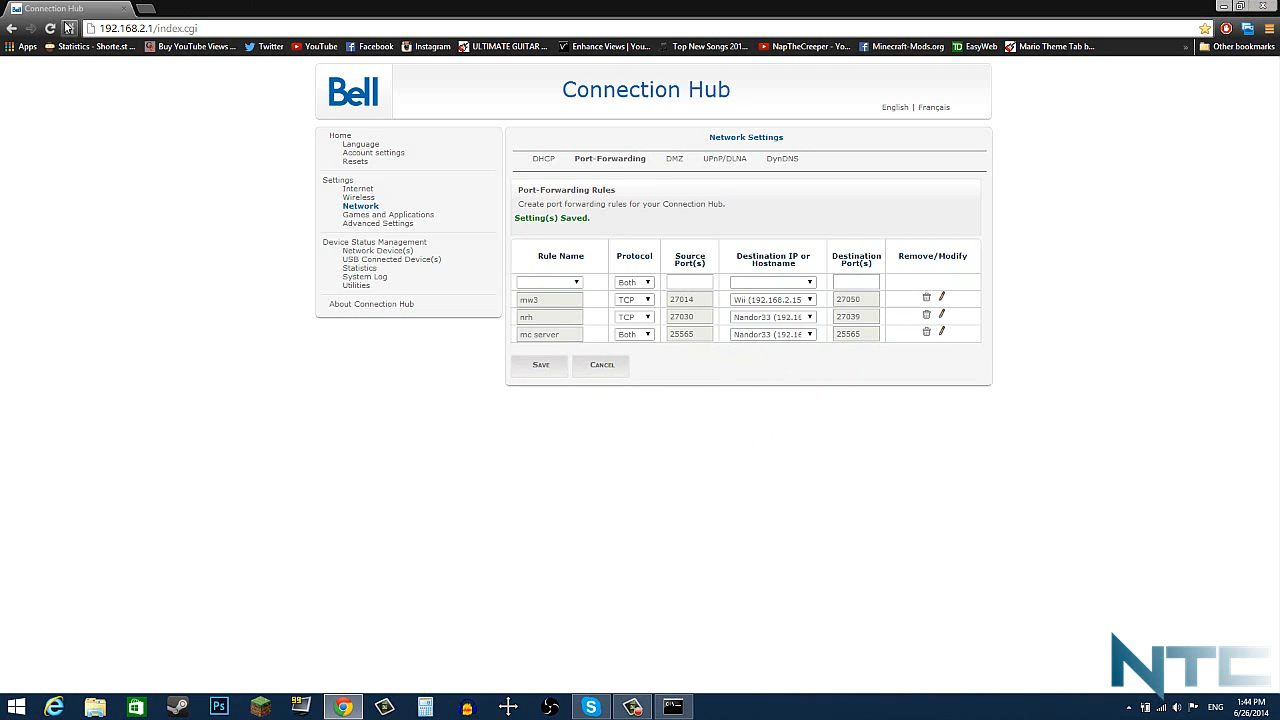 Connection Hub
192.168.2.1/index.cgi
Apps
Statistics - Shorte.st ...
Buy YouTube Views ...
Twitter
YouTube
Facebook
Instagram
ULTIMATE GUITAR ...
Enhance Views | You...
Top New Songs 201...
NapTheCreeper - Yo...
Minecraft-Mods.org
TD EasyWeb
Mario Theme Tab b...
»
Other bookmarks
Bell
Connection Hub
English | Français
Home
Language
Account settings
Resets
Settings
Internet
Wireless
Network
Games and Applications
Advanced Settings
Device Status Management
Network Device(s)
USB Connected Device(s)
Statistics
System Log
Utilities
About Connection Hub
Network Settings
DHCP Port-Forwarding DMZ UPnP/DLNA DynDNS
Port-Forwarding Rules
Create port forwarding rules for your Connection Hub.
Setting(s) Saved.
Rule Name Protocol Source Port(s) Destination IP or Hostname Destination Port(s) Remove/Modify
Both
mw3 TCP 27014 Wii (192.168.2.15 27050
nrh TCP 27030 Nandor33 (192.16 27039
mc server Both 25565 Nandor33 (192.16 25565
SAVE CANCEL
NTC
Ps
99
ENG
1:44 PM
6/26/2014